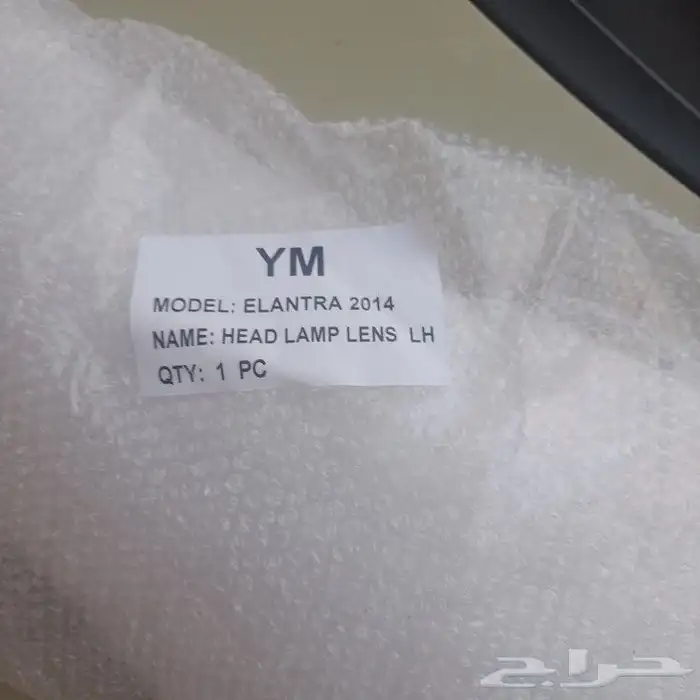 YM
MODEL: ELANTRA 2014
NAME: HEAD LAMP LENS LH
QTY: 1 PC
حراج